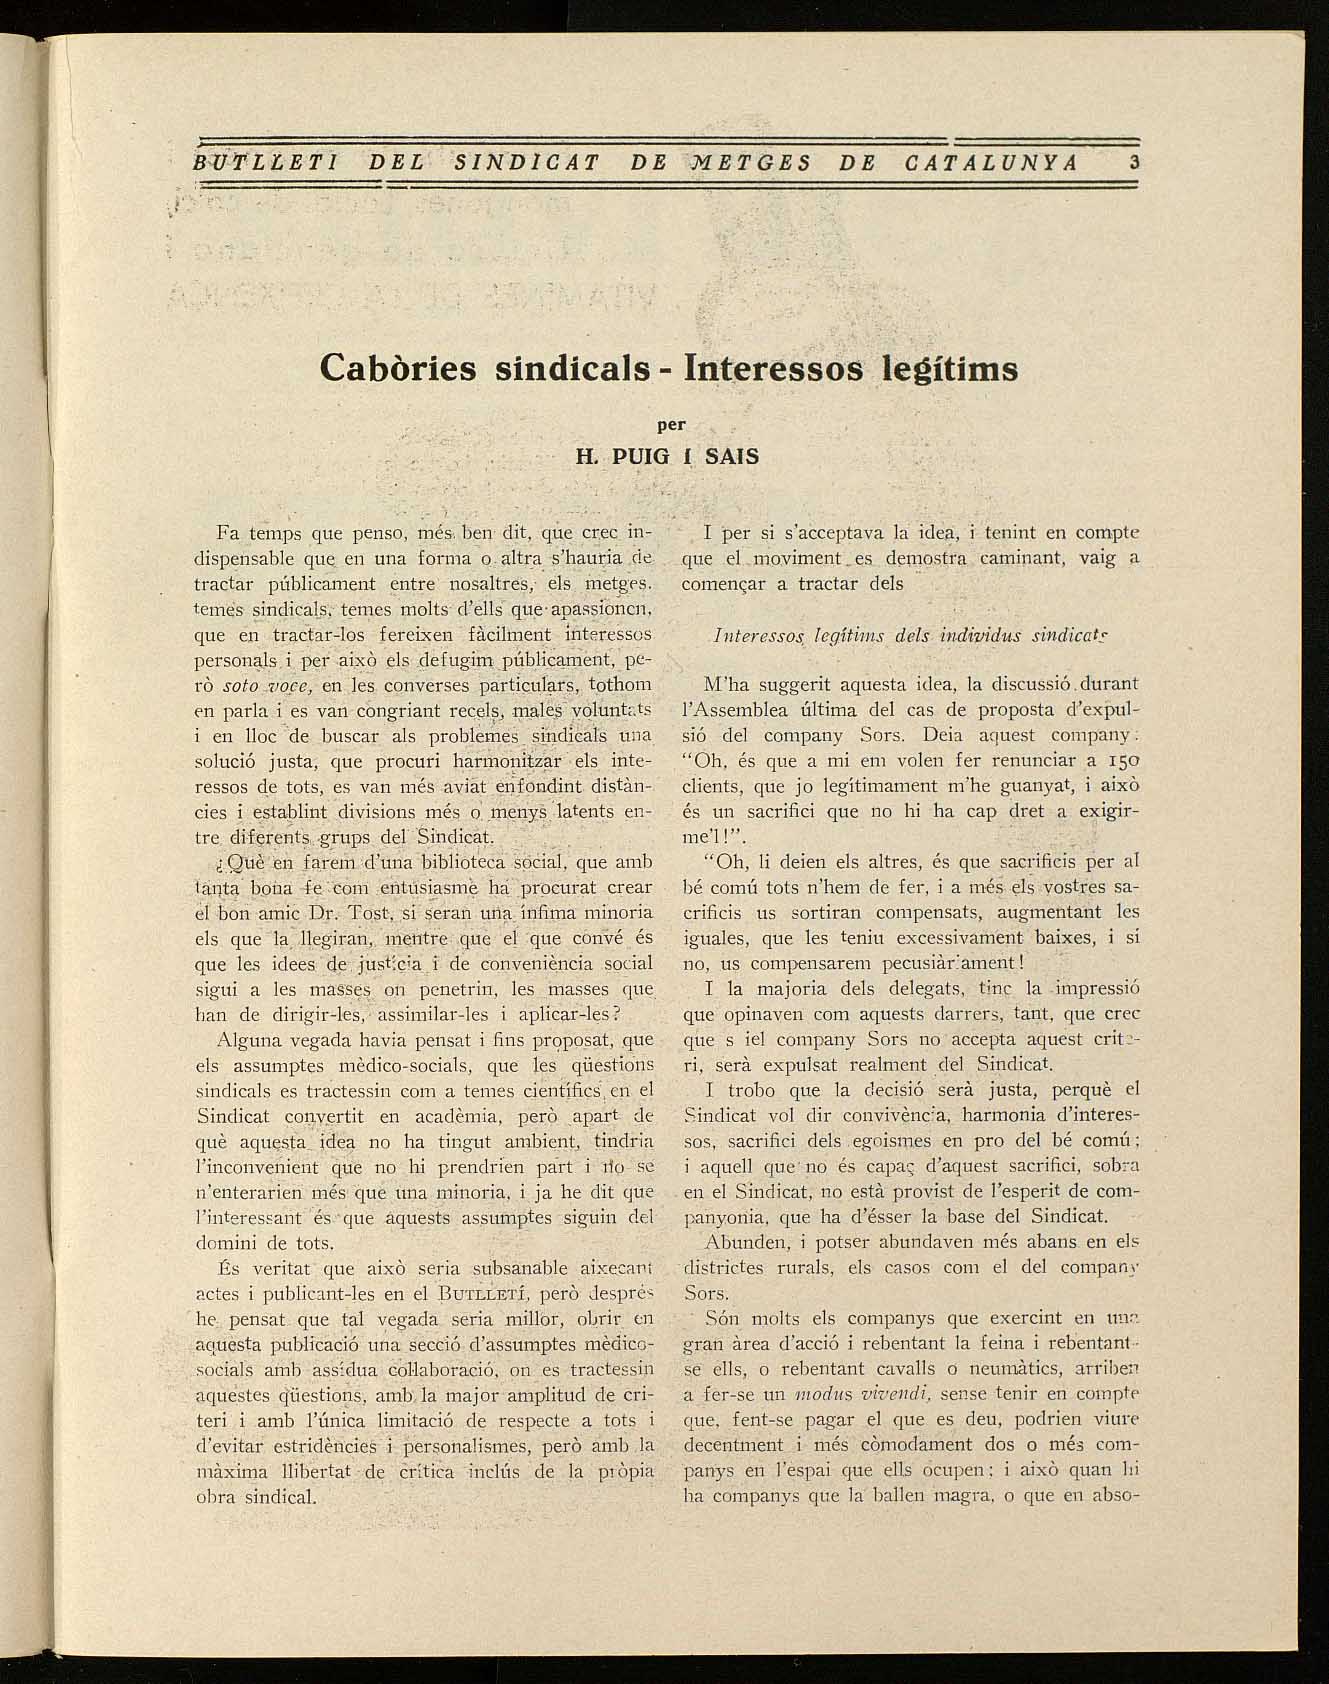 BUTLLETI DEL SINDICAT DE METGES DE CATALUNYA 3
Cabòries sindicals - Interessos legítims
per
H. PUIG I SAIS
Fa temps que penso, més ben dit, que crec in-
dispensable que en una forma o altra s'hauria de
tractar públicament entre nosaltres, els metges.
temes sindicals, temes molts d'ells que apassionen,
que en tractar-los fereixen fàcilment interessos
personals i per això els defugim públicament, pe-
rò soto voce, en les converses particulars, tothom
en parla i es van congriant recels, males voluntats
i en lloc de buscar als problemes sindicals una
solució justa, que procuri harmonitzar els inte-
ressos de tots, es van més aviat enfondint distàn-
cies i establint divisions més o menys latents en-
tre diferents grups del Sindicat.
¿Què en farem d'una biblioteca social, que amb
tanta bona fe com entusiasme ha procurat crear
el bon amic Dr. Tost, si seran una ínfima minoria
els que la llegiran, mentre que el que convé és
que les idees de justícia i de conveniència social
sigui a les masses on penetrin, les masses que
han de dirigir-les, assimilar-les i aplicar-les?
Alguna vegada havia pensat i fins proposat, que
els assumptes mèdico-socials, que les qüestions
sindicals es tractessin com a temes científics en el
Sindicat convertit en acadèmia, però apart de
què aquesta idea no ha tingut ambient, tindria
l'inconvenient que no hi prendrien part i no se
n'enterarien més que una minoria, i ja he dit que
l'interessant és que aquests assumptes siguin del
domini de tots.
És veritat que això seria subsanable aixecant
actes i publicant-les en el BUTLLETÍ, però després
he pensat que tal vegada seria millor, obrir en
aquesta publicació una secció d'assumptes mèdico-
socials amb assídua col·laboració, on es tractessin
aquestes qüestions, amb la major amplitud de cri-
teri i amb l'única limitació de respecte a tots i
d'evitar estridències i personalismes, però amb la
màxima llibertat de crítica inclús de la pròpia
obra sindical.
I per si s'acceptava la idea, i tenint en compte
que el moviment es demostra caminant, vaig a
començar a tractar dels
Interessos legítims dels individus sindicats
M'ha suggerit aquesta idea, la discussió durant
l'Assemblea última del cas de proposta d'expul-
sió del company Sors. Deia aquest company:
"Oh, és que a mi em volen fer renunciar a 150
clients, que jo legítimament m'he guanyat, i això
és un sacrifici que no hi ha cap dret a exigir-
me'l!".
"Oh, li deien els altres, és que sacrificis per al
bé comú tots n'hem de fer, i a més els vostres sa-
crificis us sortiran compensats, augmentant les
iguales, que les teniu excessivament baixes, i si
no, us compensarem pecusiàriament!
I la majoria dels delegats, tinc la impressió
que opinaven com aquests darrers, tant, que crec
que s iel company Sors no accepta aquest crite-
ri, serà expulsat realment del Sindicat.
I trobo que la decisió serà justa, perquè el
Sindicat vol dir convivència, harmonia d'interes-
sos, sacrifici dels egoismes en pro del bé comú;
i aquell que no és capaç d'aquest sacrifici, sobra
en el Sindicat, no està provist de l'esperit de com-
panyonia, que ha d'ésser la base del Sindicat.
Abunden, i potser abundaven més abans en els
districtes rurals, els casos com el del company
Sors.
Són molts els companys que exercint en una
gran àrea d'acció i rebentant la feina i rebentant-
se ells, o rebentant cavalls o neumàtics, arriben
a fer-se un modus vivendi, sense tenir en compte
que, fent-se pagar el que es deu, podrien viure
decentment i més còmodament dos o més com-
panys en l'espai que ells ocupen; i això quan hi
ha companys que la ballen magra, o que en abso-